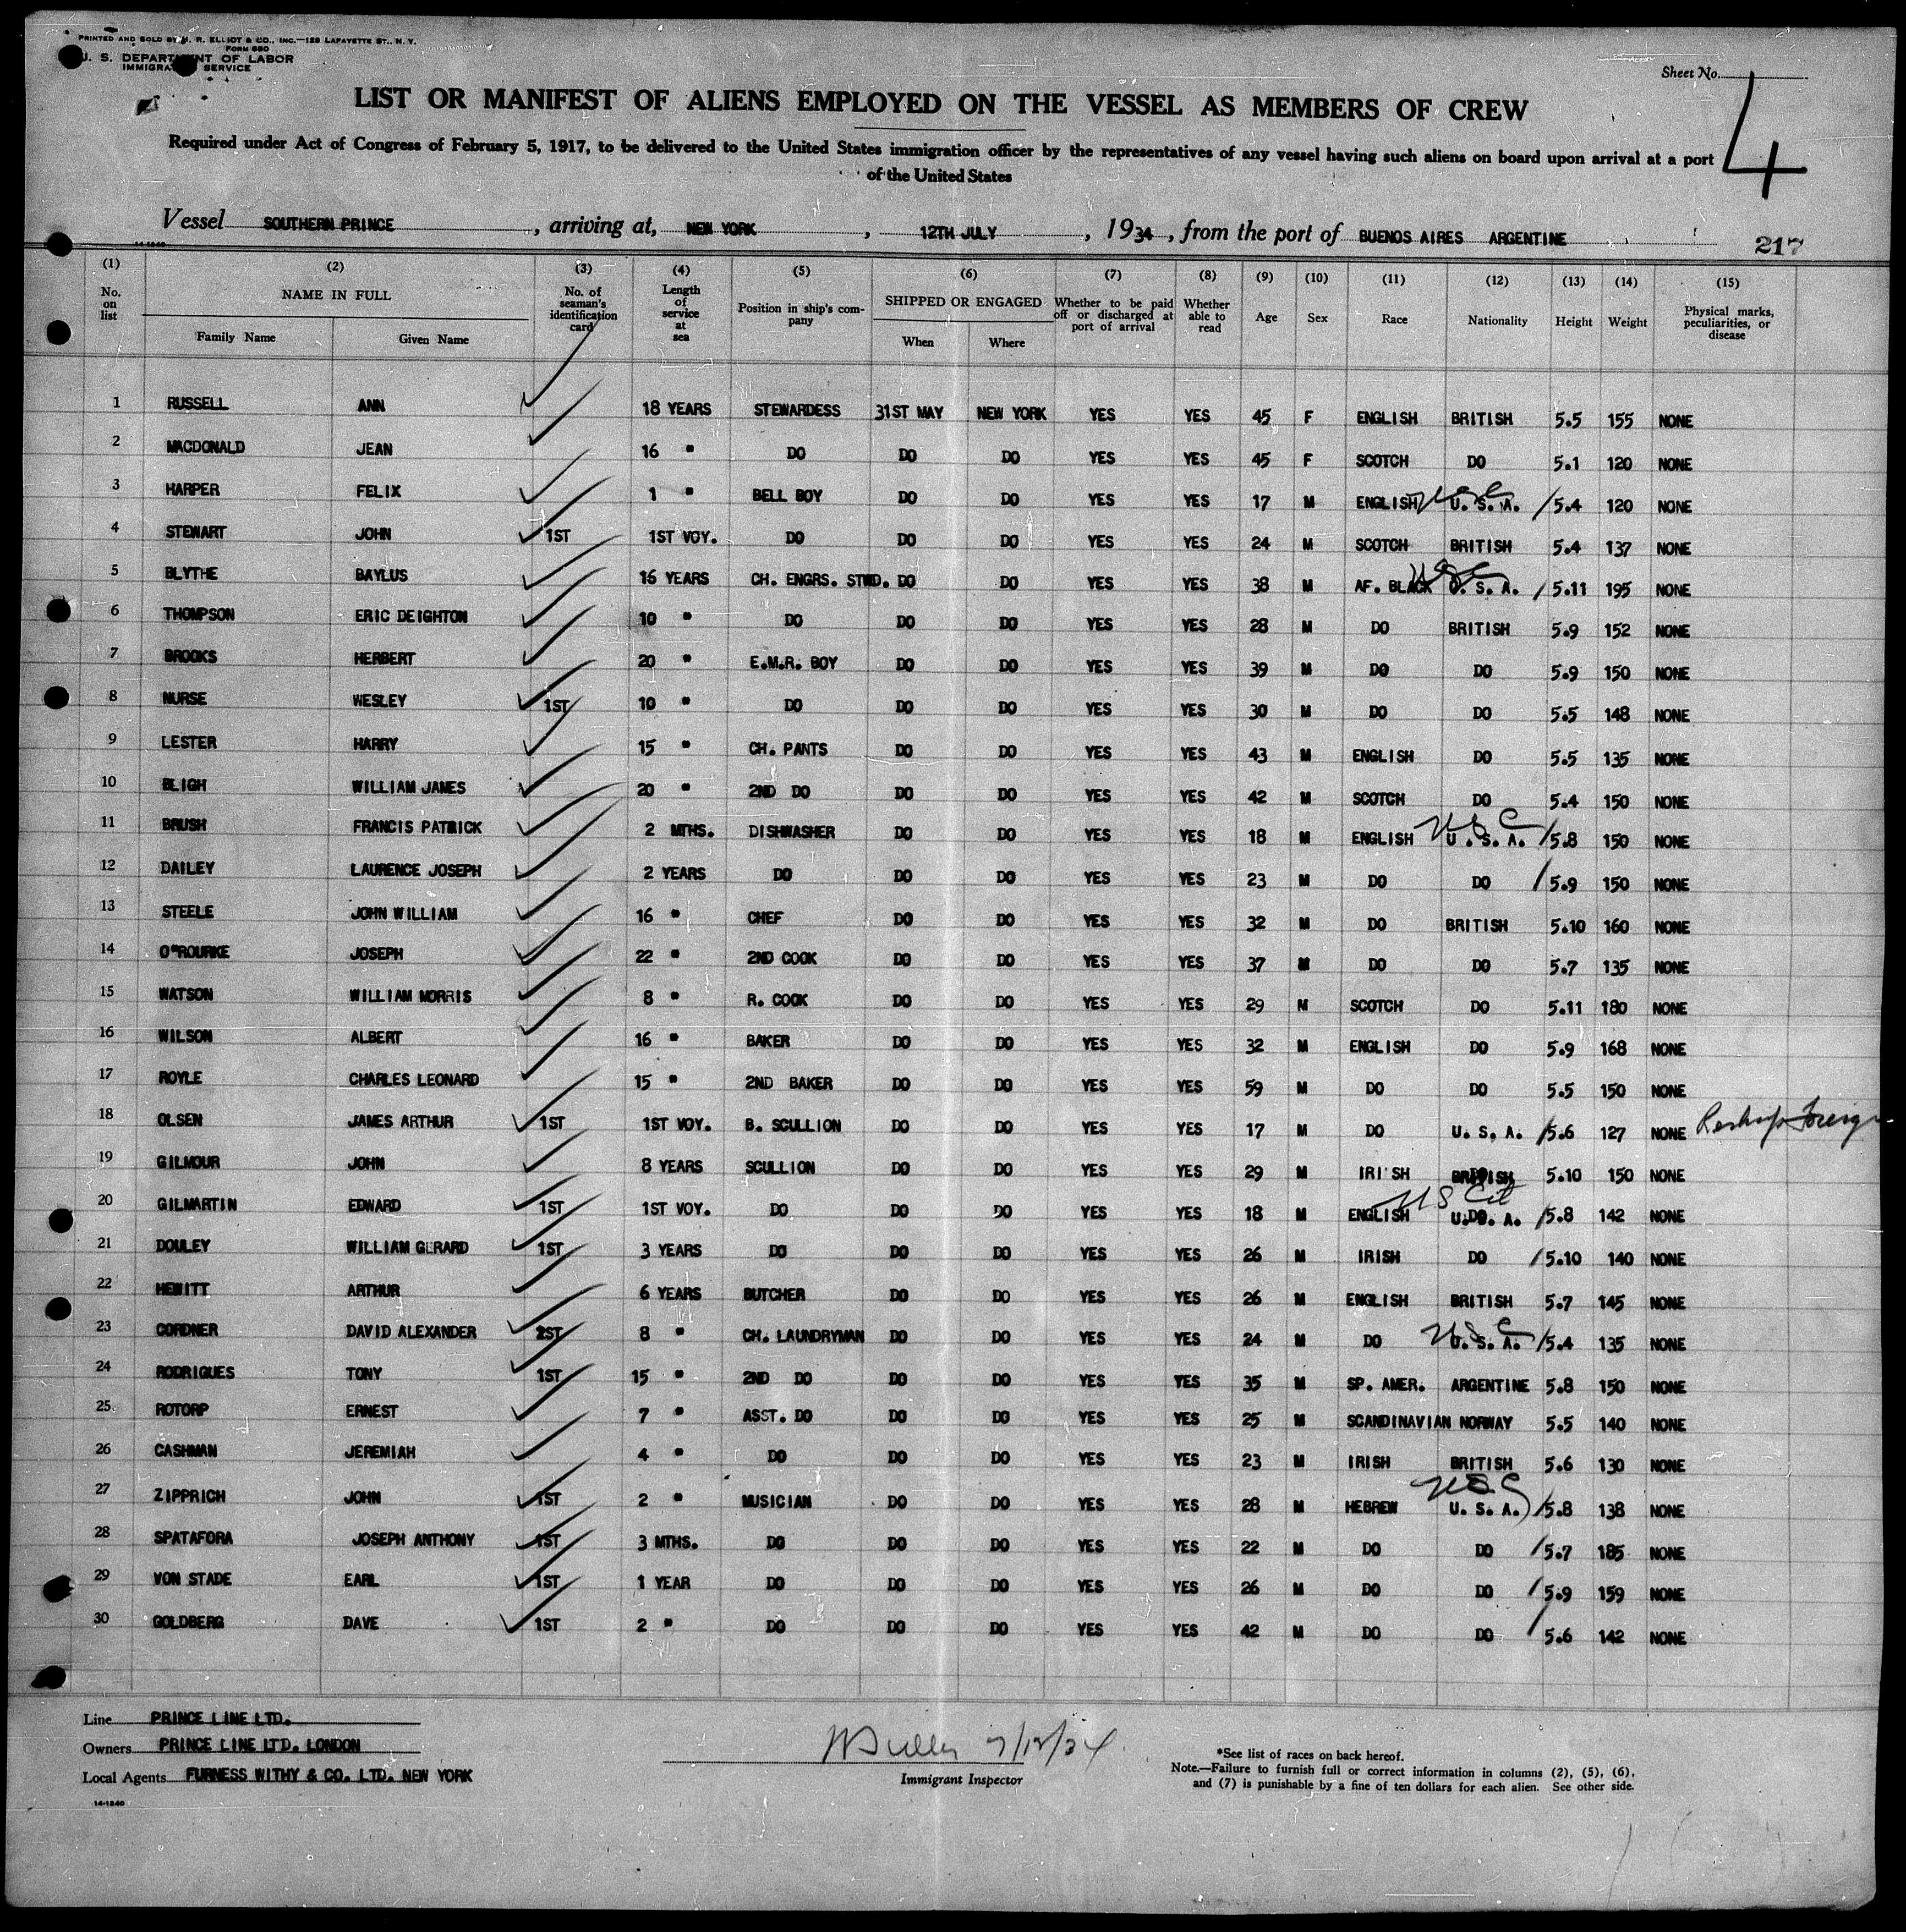 PRINTED AND SOLD BY M. R. ELLIOT & CO., INC.—129 LAFAYETTE ST., N. Y.
FORM 680
U. S. DEPARTMENT OF LABOR
IMMIGRATION SERVICE
Sheet No. 4
LIST OR MANIFEST OF ALIENS EMPLOYED ON THE VESSEL AS MEMBERS OF CREW
Required under Act of Congress of February 5, 1917, to be delivered to the United States immigration officer by the representatives of any vessel having such aliens on board upon arrival at a port
of the United States
Vessel SOUTHERN PRINCE, arriving at, NEW YORK, 12TH JULY, 1934, from the port of BUENOS AIRES ARGENTINE
14-1240
217
(1) No. on list (2) NAME IN FULL Family Name Given Name (3) No. of seaman's identification card (4) Length of service at sea (5) Position in ship's company (6) SHIPPED OR ENGAGED When Where (7) Whether to be paid off or discharged at port of arrival (8) Whether able to read (9) Age (10) Sex (11) Race (12) Nationality (13) Height (14) Weight (15) Physical marks, peculiarities, or disease
1 RUSSELL ANN 18 YEARS STEWARDESS 31ST MAY NEW YORK YES YES 45 F ENGLISH BRITISH 5.5 155 NONE
2 MACDONALD JEAN 16 " DO DO DO YES YES 45 F SCOTCH DO 5.1 120 NONE
3 HARPER FELIX 1 " BELL BOY DO DO YES YES 17 M ENGLISH USC U. S. A. / 5.4 120 NONE
4 STEWART JOHN 1ST 1ST VOY. DO DO DO YES YES 24 M SCOTCH BRITISH 5.4 137 NONE
5 BLYTHE BAYLUS 16 YEARS CH. ENGRS. STWD. DO DO YES YES 38 M AF. BLACK USC U. S. A. / 5.11 195 NONE
6 THOMPSON ERIC DEIGHTON 10 " DO DO DO YES YES 28 M DO BRITISH 5.9 152 NONE
7 BROOKS HERBERT 20 " E.M.R. BOY DO DO YES YES 39 M DO DO 5.9 150 NONE
8 NURSE WESLEY 1ST 10 " DO DO DO YES YES 30 M DO DO 5.5 148 NONE
9 LESTER HARRY 15 " CH. PANTS DO DO YES YES 43 M ENGLISH DO 5.5 135 NONE
10 BLIGH WILLIAM JAMES 20 " 2ND DO DO DO YES YES 42 M SCOTCH DO 5.4 150 NONE
11 BRUSH FRANCIS PATRICK 2 MTHS. DISHWASHER DO DO YES YES 18 M ENGLISH USC U. S. A. / 5.8 150 NONE
12 DAILEY LAURENCE JOSEPH 2 YEARS DO DO DO YES YES 23 M DO DO / 5.9 150 NONE
13 STEELE JOHN WILLIAM 16 " CHEF DO DO YES YES 32 M DO BRITISH 5.10 160 NONE
14 O"ROURKE JOSEPH 22 " 2ND COOK DO DO YES YES 37 M DO DO 5.7 135 NONE
15 WATSON WILLIAM MORRIS 8 " R. COOK DO DO YES YES 29 M SCOTCH DO 5.11 180 NONE
16 WILSON ALBERT 16 " BAKER DO DO YES YES 32 M ENGLISH DO 5.9 168 NONE
17 ROYLE CHARLES LEONARD 15 " 2ND BAKER DO DO YES YES 59 M DO DO 5.5 150 NONE
18 OLSEN JAMES ARTHUR 1ST 1ST VOY. B. SCULLION DO DO YES YES 17 M DO U. S. A. / 5.6 127 NONE
19 GILMOUR JOHN 8 YEARS SCULLION DO DO YES YES 29 M IRISH BRITISH 5.10 150 NONE
20 GILMARTIN EDWARD 1ST 1ST VOY. DO DO DO YES YES 18 M ENGLISH US Cit U. S. A. / 5.8 142 NONE
21 DOULEY WILLIAM GERARD 1ST 3 YEARS DO DO DO YES YES 26 M IRISH DO / 5.10 140 NONE
22 HEWITT ARTHUR 6 YEARS BUTCHER DO DO YES YES 26 M ENGLISH BRITISH 5.7 145 NONE
23 CORDNER DAVID ALEXANDER 2ST 8 " CH. LAUNDRYMAN DO DO YES YES 24 M DO USC U. S. A. / 5.4 135 NONE
24 RODRIGUES TONY 1ST 15 " 2ND DO DO DO YES YES 35 M SP. AMER. ARGENTINE 5.8 150 NONE
25 ROTORP ERNEST 7 " ASST. DO DO DO YES YES 25 M SCANDINAVIAN NORWAY 5.5 140 NONE
26 CASHMAN JEREMIAH 4 " DO DO DO YES YES 23 M IRISH BRITISH 5.6 130 NONE
27 ZIPPRICH JOHN 1ST 2 " MUSICIAN DO DO YES YES 28 M HEBREW USC U. S. A. / 5.8 138 NONE
28 SPATAFORA JOSEPH ANTHONY 1ST 3 MTHS. DO DO DO YES YES 22 M DO DO / 5.7 185 NONE
29 VON STADE EARL 1ST 1 YEAR DO DO DO YES YES 26 M DO DO / 5.9 159 NONE
30 GOLDBERG DAVE 1ST 2 " DO DO DO YES YES 42 M DO DO / 5.6 142 NONE
Line PRINCE LINE LTD.
Owners PRINCE LINE LTD. LONDON
Local Agents FURNESS WITHY & CO. LTD. NEW YORK
14-1240
7/12/34
Immigrant Inspector
*See list of races on back hereof.
Note.—Failure to furnish full or correct information in columns (2), (5), (6),
and (7) is punishable by a fine of ten dollars for each alien. See other side.